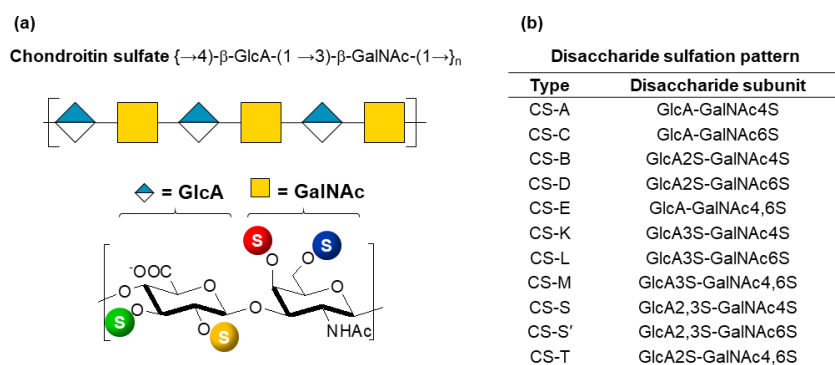 (a)
Chondroitin sulfate {→4)-β-GlcA-(1 →3)-β-GalNAc-(1→}n
= GlcA
= GalNAc
S
S
-OOC
O
O
O
O
O
O
O
O
O
S
S
NHAc
(b)
Disaccharide sulfation pattern
Type Disaccharide subunit
CS-A GlcA-GalNAc4S
CS-C GlcA-GalNAc6S
CS-B GlcA2S-GalNAc4S
CS-D GlcA2S-GalNAc6S
CS-E GlcA-GalNAc4,6S
CS-K GlcA3S-GalNAc4S
CS-L GlcA3S-GalNAc6S
CS-M GlcA3S-GalNAc4,6S
CS-S GlcA2,3S-GalNAc4S
CS-S′ GlcA2,3S-GalNAc6S
CS-T GlcA2S-GalNAc4,6S